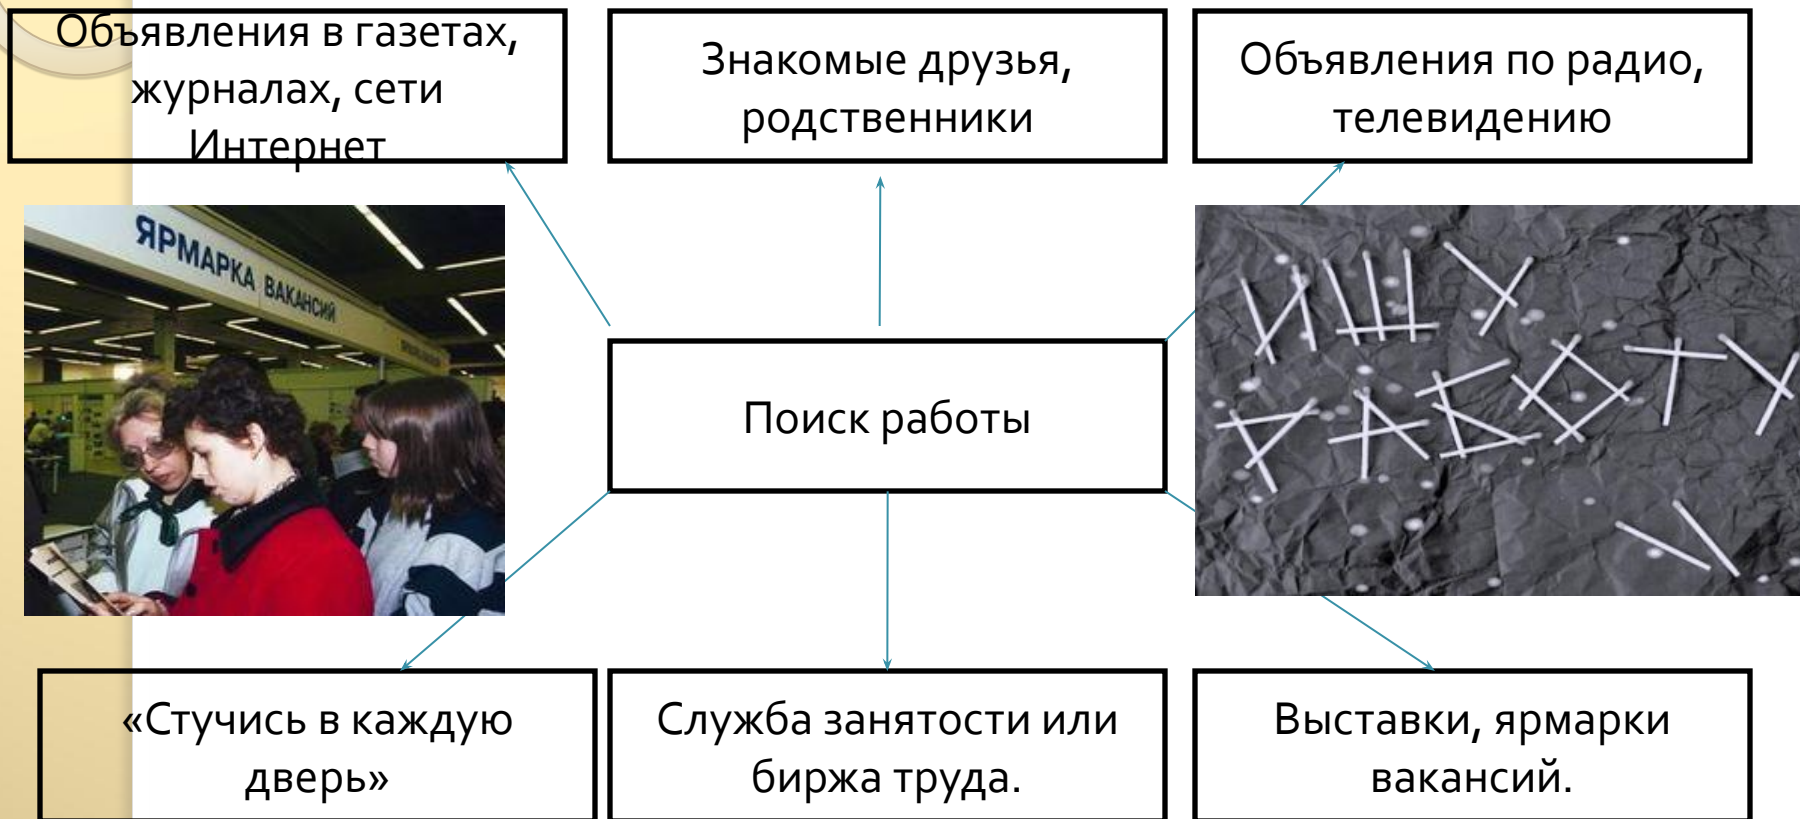 Объявления в газетах,
журналах, сети
Интернет
Знакомые друзья,
родственники
Объявления по радио,
телевидению
ЯРМАРКА ВАКАНСИЙ
ИЩУ
РАБОТУ
Поиск работы
«Стучись в каждую
дверь»
Служба занятости или
биржа труда.
Выставки, ярмарки
вакансий.